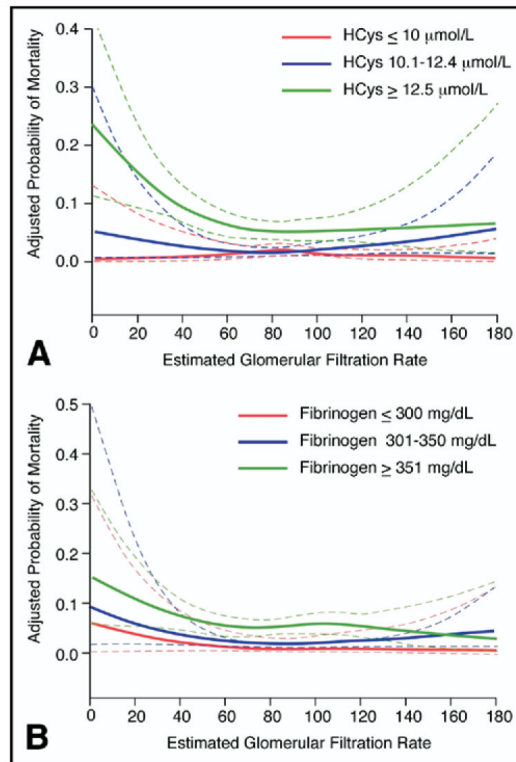 HCys ≤ 10 μmol/L
HCys 10.1-12.4 μmol/L
HCys ≥ 12.5 μmol/L
Adjusted Probability of Mortality
0.4
0.3
0.2
0.1
0.0
0 20 40 60 80 100 120 140 160 180
Estimated Glomerular Filtration Rate
A
Fibrinogen ≤ 300 mg/dL
Fibrinogen 301-350 mg/dL
Fibrinogen ≥ 351 mg/dL
Adjusted Probability of Mortality
0.5
0.4
0.3
0.2
0.1
0.0
0 20 40 60 80 100 120 140 160 180
Estimated Glomerular Filtration Rate
B